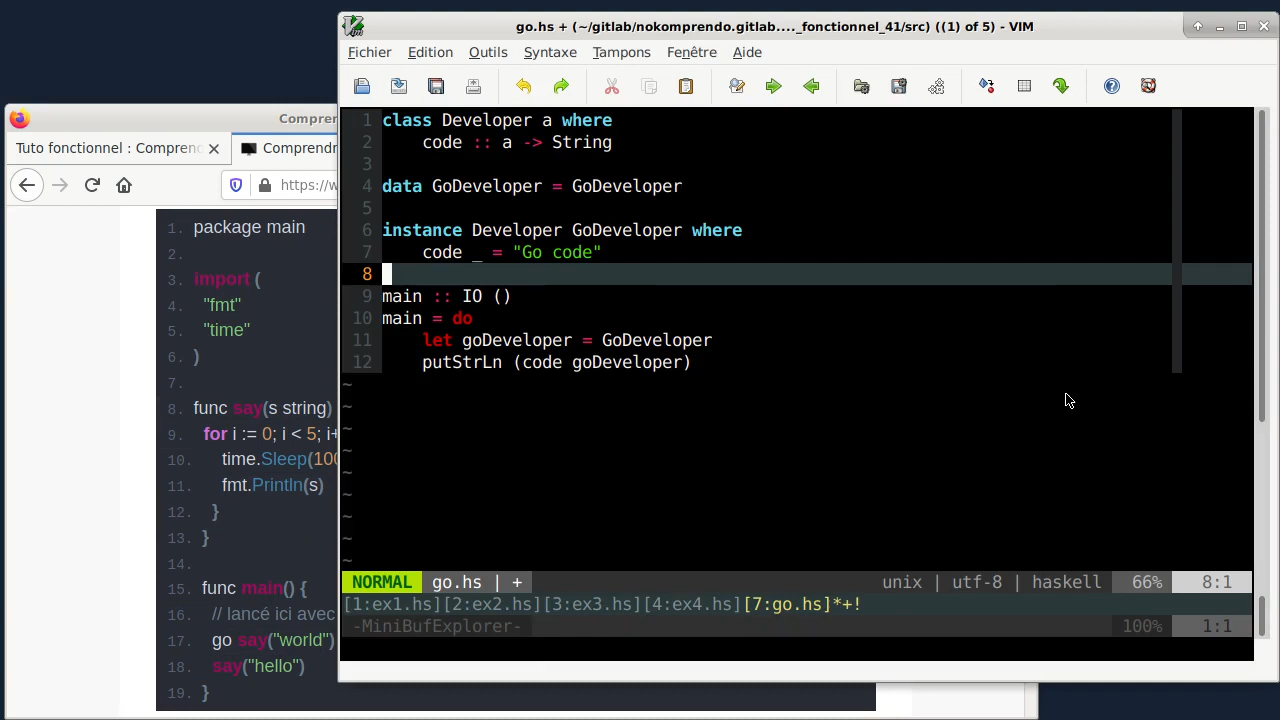 go.hs + (~/gitlab/nokomprendo.gitlab...._fonctionnel_41/src) ((1) of 5) - VIM
Fichier Edition Outils Syntaxe Tampons Fenêtre Aide
1 class Developer a where
2 code :: a -> String
3
4 data GoDeveloper = GoDeveloper
5
6 instance Developer GoDeveloper where
7 code _ = "Go code"
8
9 main :: IO ()
10 main = do
11 let goDeveloper = GoDeveloper
12 putStrLn (code goDeveloper)
~
~
~
~
~
~
~
~
~
NORMAL go.hs | + unix | utf-8 | haskell 66% 8:1
[1:ex1.hs][2:ex2.hs][3:ex3.hs][4:ex4.hs][7:go.hs]*+!
-MiniBufExplorer- 100% 1:1
Compren
Tuto fonctionnel : Compren
Comprendr
https://w
1. package main
2.
3. import (
4. "fmt"
5. "time"
6. )
7.
8. func say(s string)
9. for i := 0; i < 5; i+
10. time.Sleep(100
11. fmt.Println(s)
12. }
13. }
14.
15. func main() {
16. // lancé ici avec
17. go say("world")
18. say("hello")
19. }